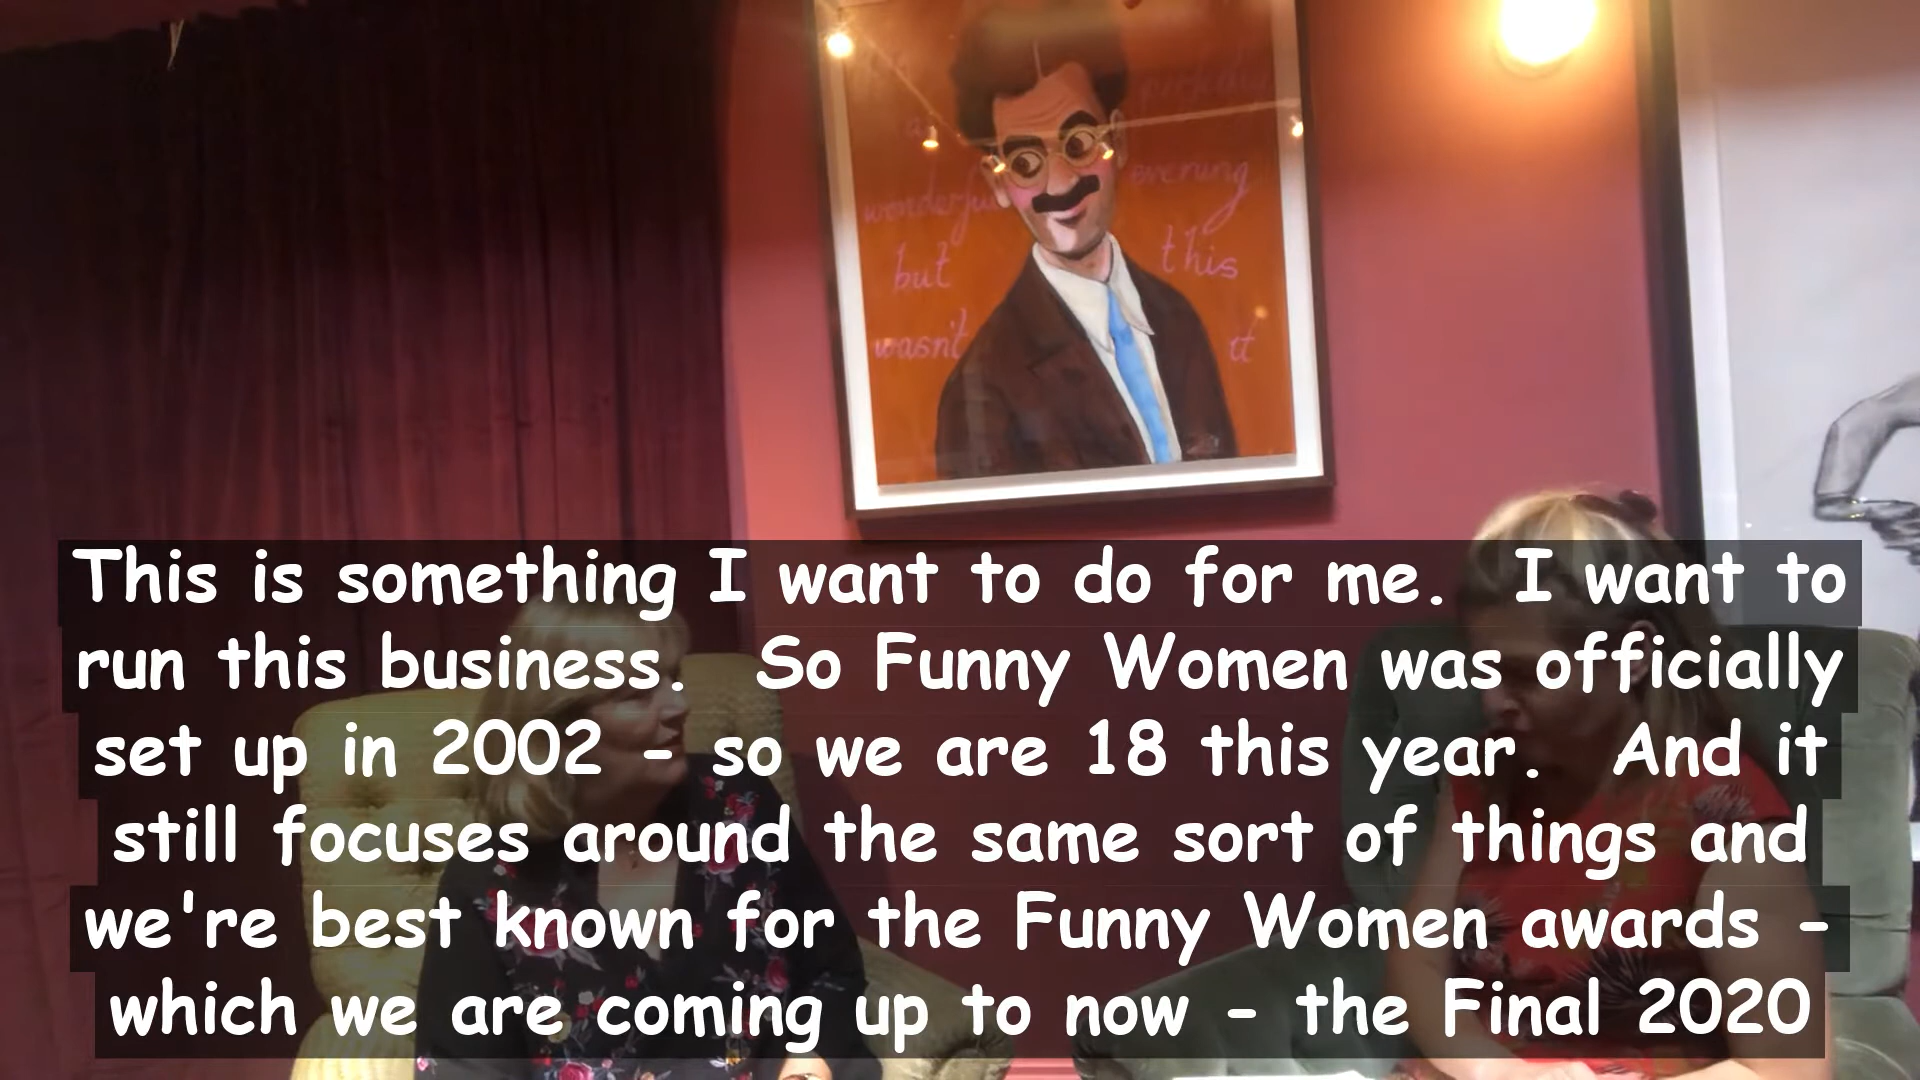 wonderful evening
but this
wasn't it
This is something I want to do for me.  I want to
run this business.  So Funny Women was officially
set up in 2002 - so we are 18 this year.  And it
still focuses around the same sort of things and
we're best known for the Funny Women awards -
which we are coming up to now - the Final 2020